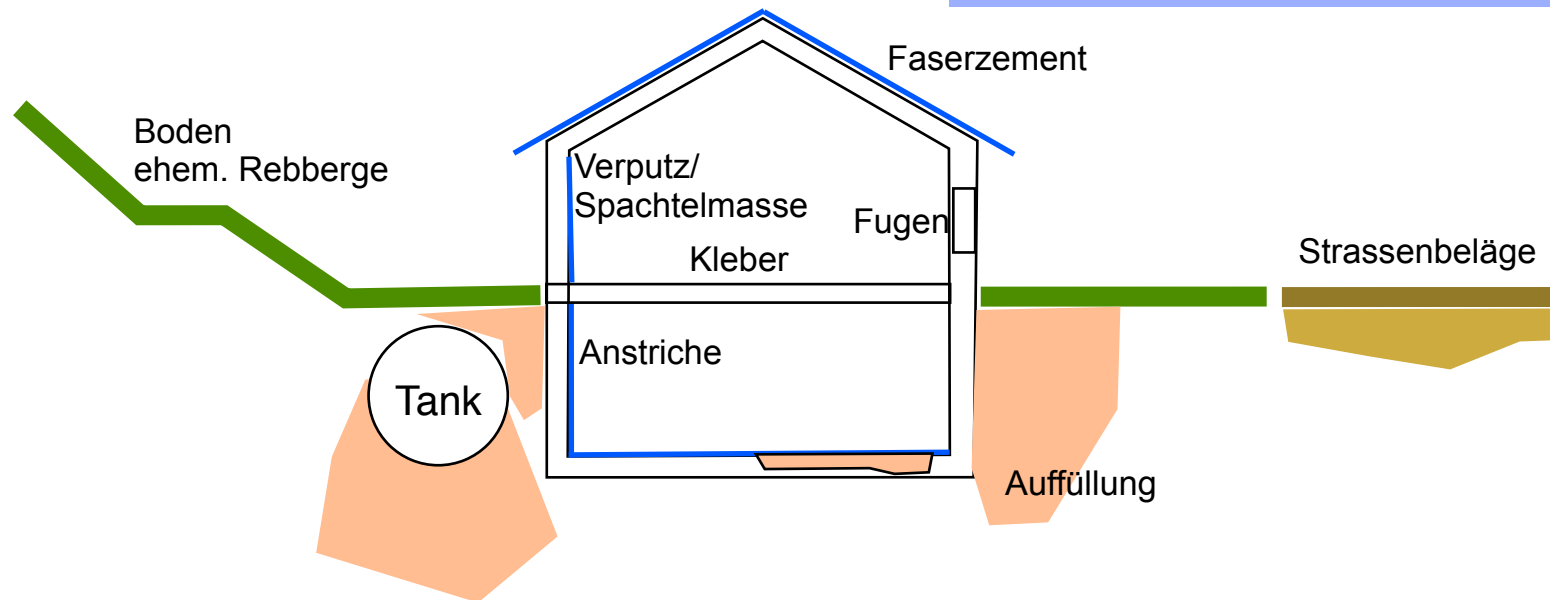 Faserzement
Boden
ehem. Rebberge
Verputz/
Spachtelmasse
Fugen
Kleber
Strassenbeläge
Anstriche
Tank
Auffüllung